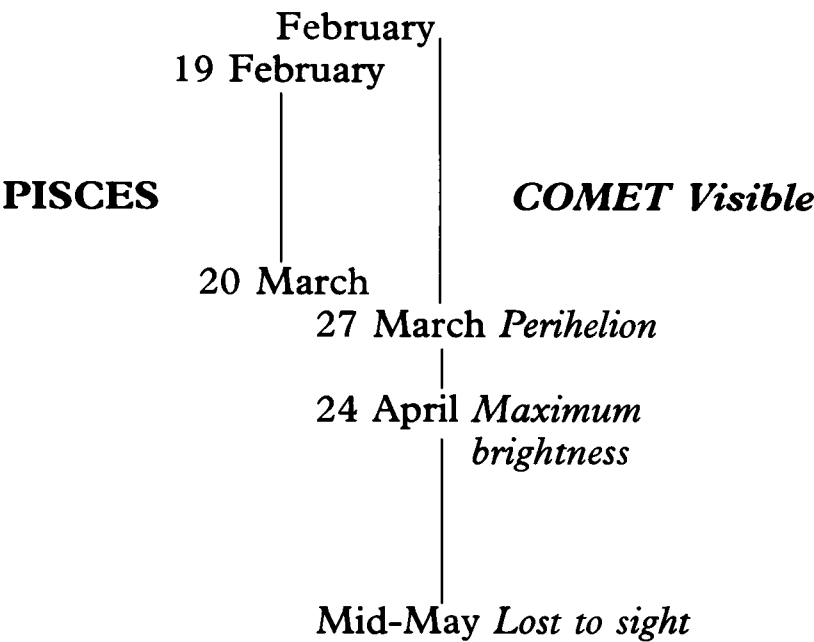 February
19 February
PISCES
COMET Visible
20 March
27 March Perihelion
24 April Maximum
brightness
Mid-May Lost to sight